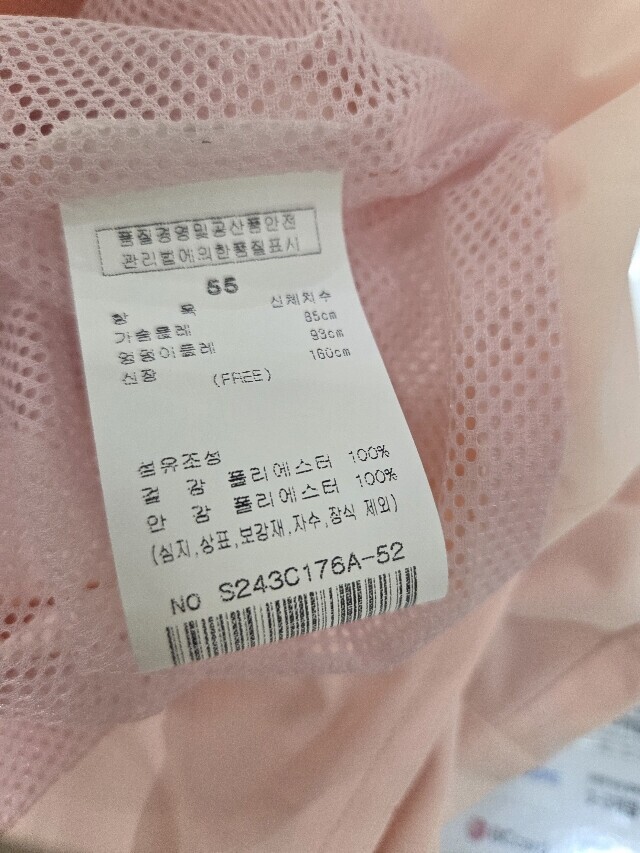 품질경영및공산품안전
관리법에의한품질표시
55
항 목 신체치수
가슴둘레 85cm
엉덩이둘레 93cm
신장 160cm
(FREE)
섬유조성
겉 감 폴리에스터 100%
안 감 폴리에스터 100%
(심지,상표,보강재,자수,장식 제외)
NO S243C176A-52